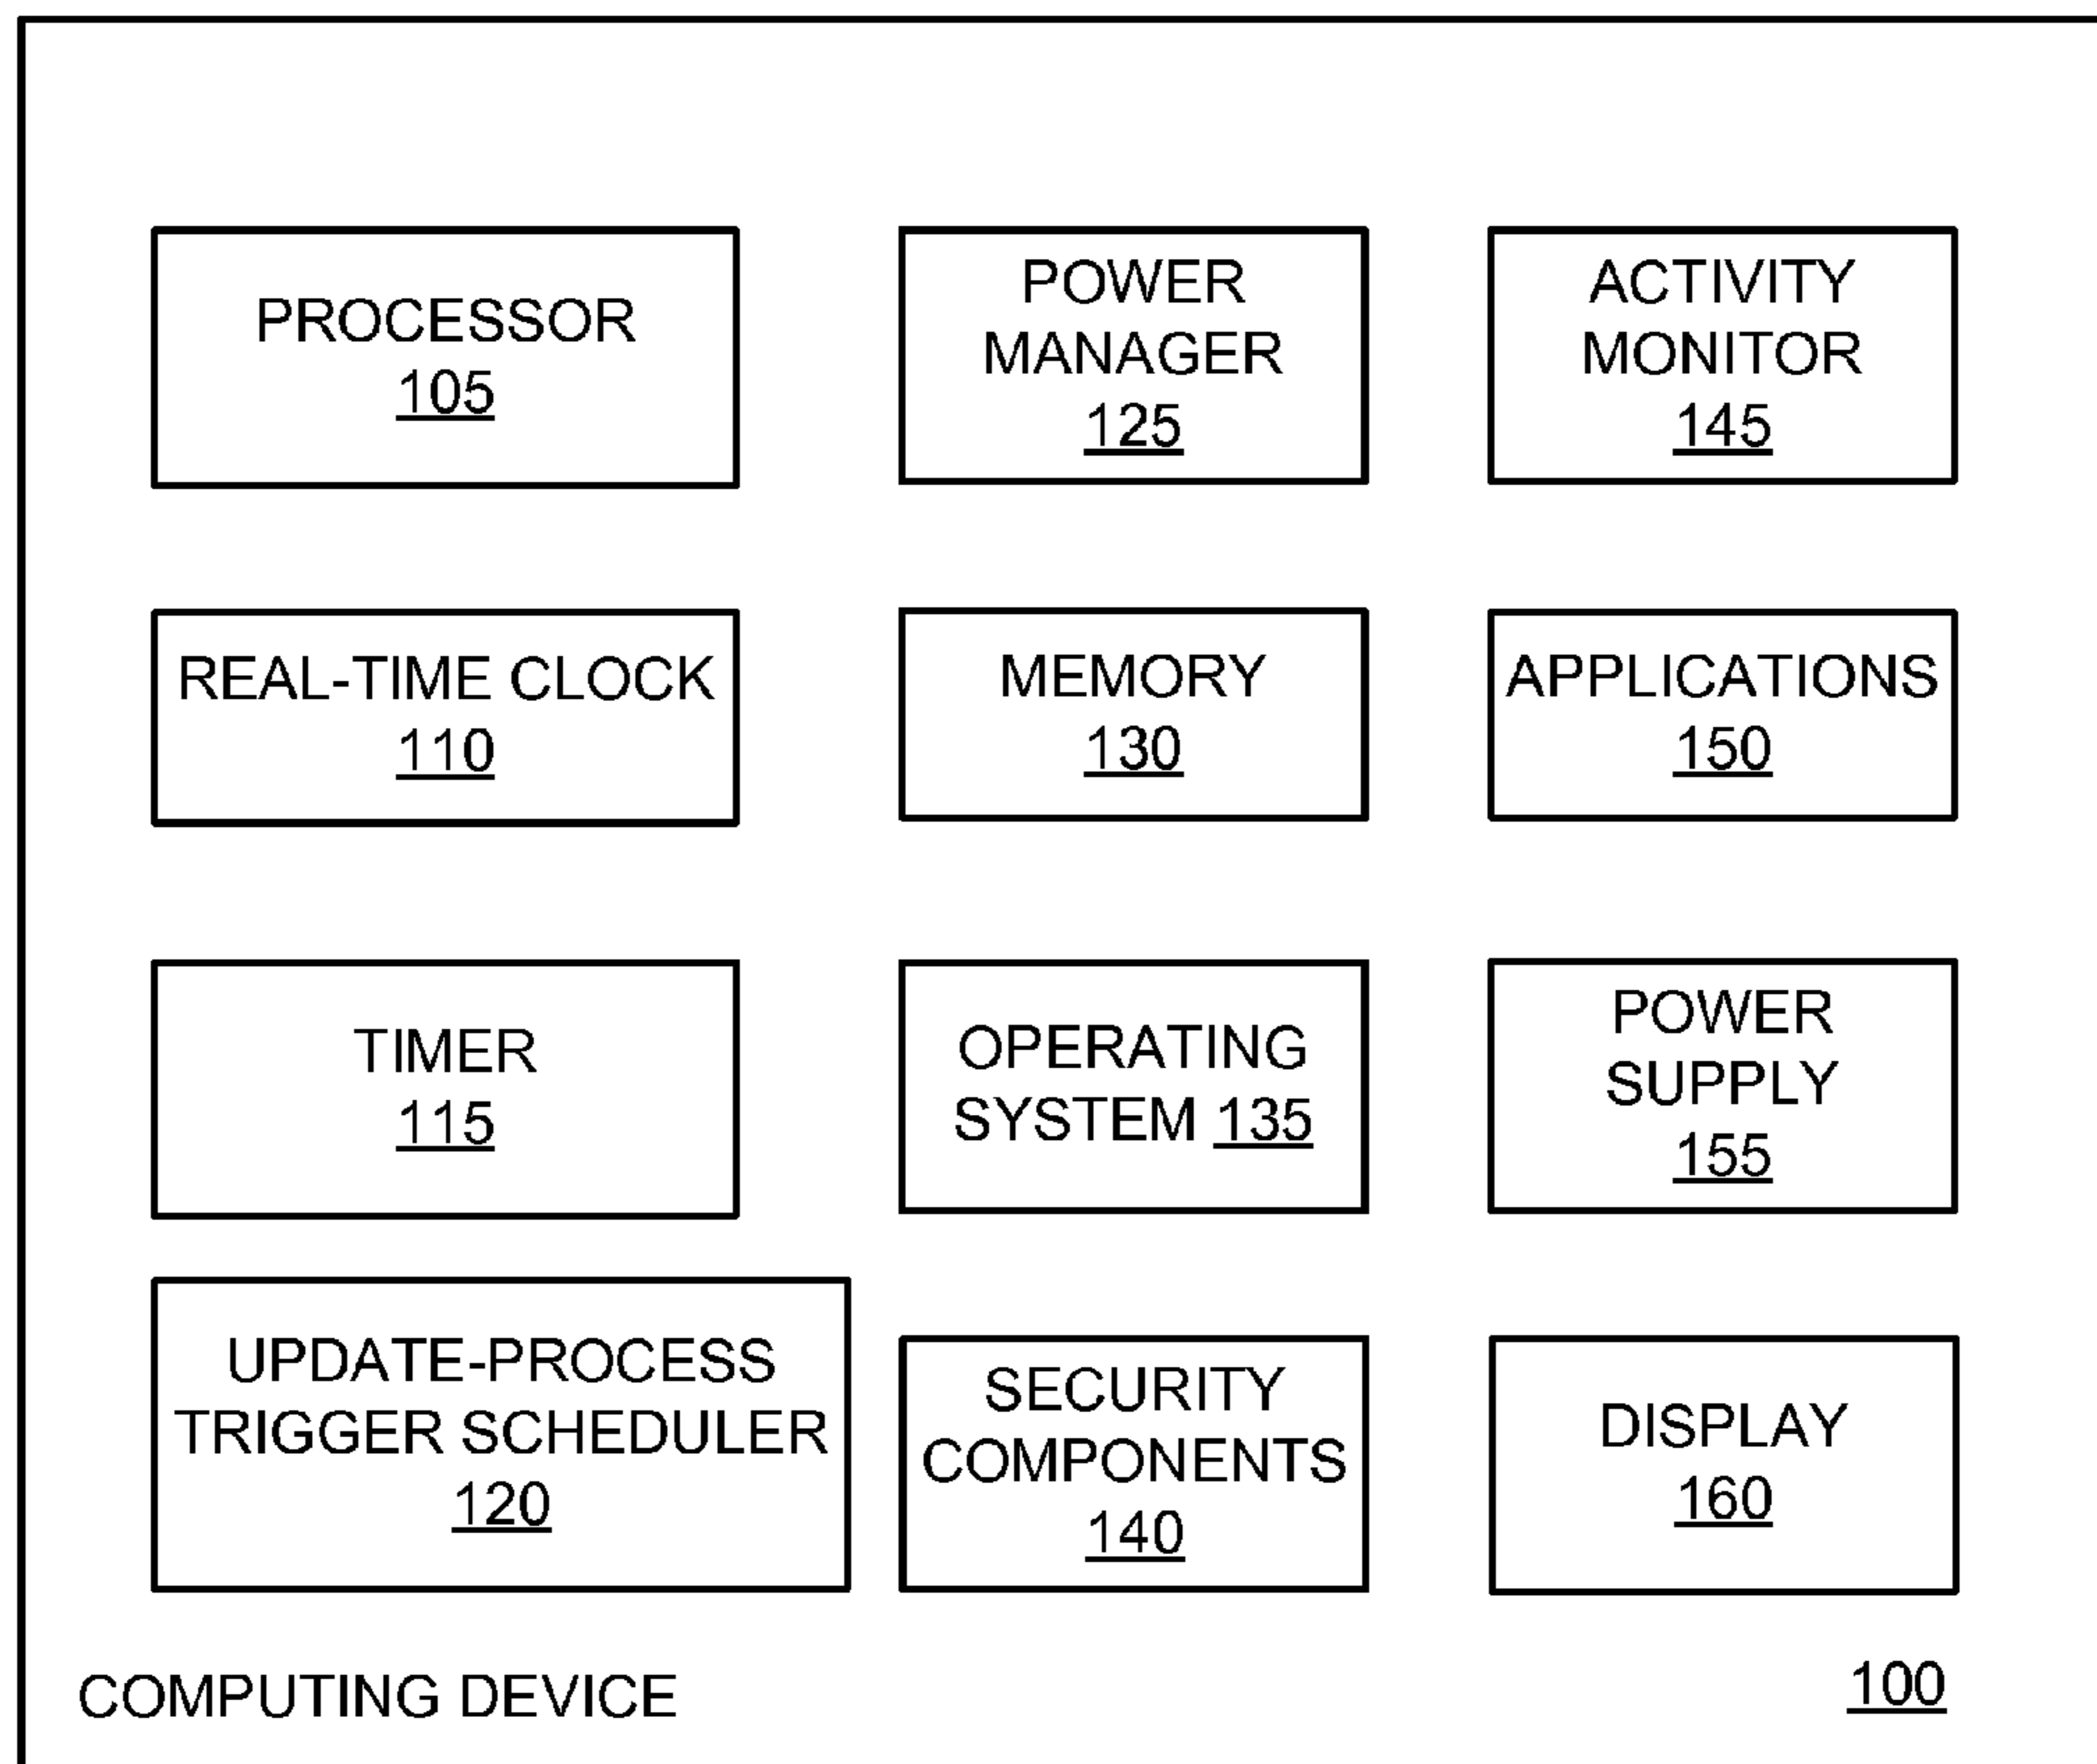 PROCESSOR
105
POWER
MANAGER
125
ACTIVITY
MONITOR
145
REAL-TIME CLOCK
110
MEMORY
130
APPLICATIONS
150
TIMER
115
OPERATING
SYSTEM 135
POWER
SUPPLY
155
UPDATE-PROCESS
TRIGGER SCHEDULER
120
SECURITY
COMPONENTS
140
DISPLAY
160
COMPUTING DEVICE
100